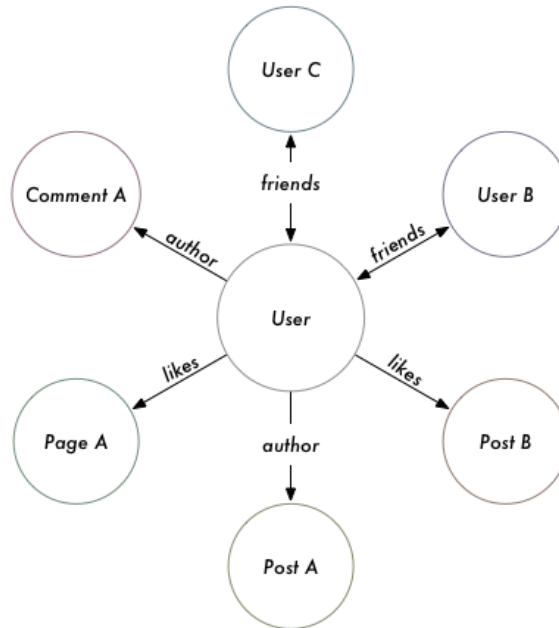 User C
friends
Comment A
User B
author
friends
User
likes
likes
Page A
author
Post B
Post A